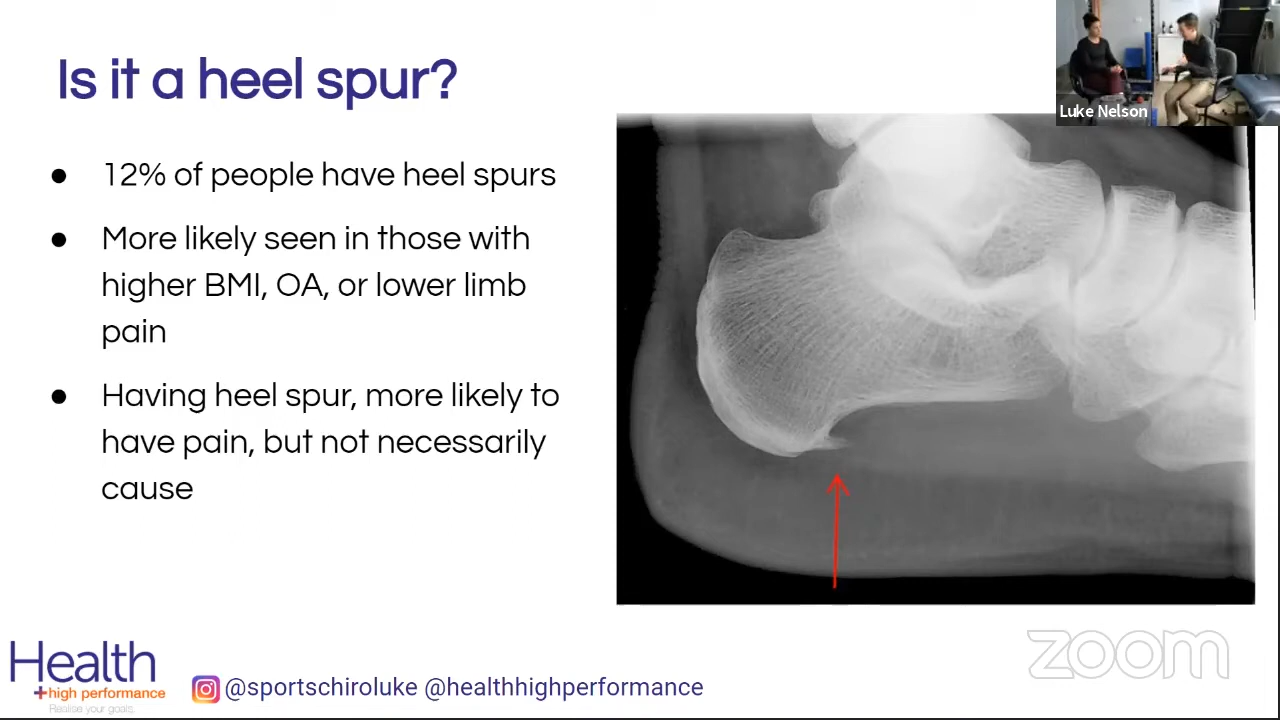 Is it a heel spur?
Luke Nelson
● 12% of people have heel spurs
● More likely seen in those with
higher BMI, OA, or lower limb
pain
● Having heel spur, more likely to
have pain, but not necessarily
cause
Health
+high performance
Realise your goals.
@sportschiroluke @healthhighperformance
zoom